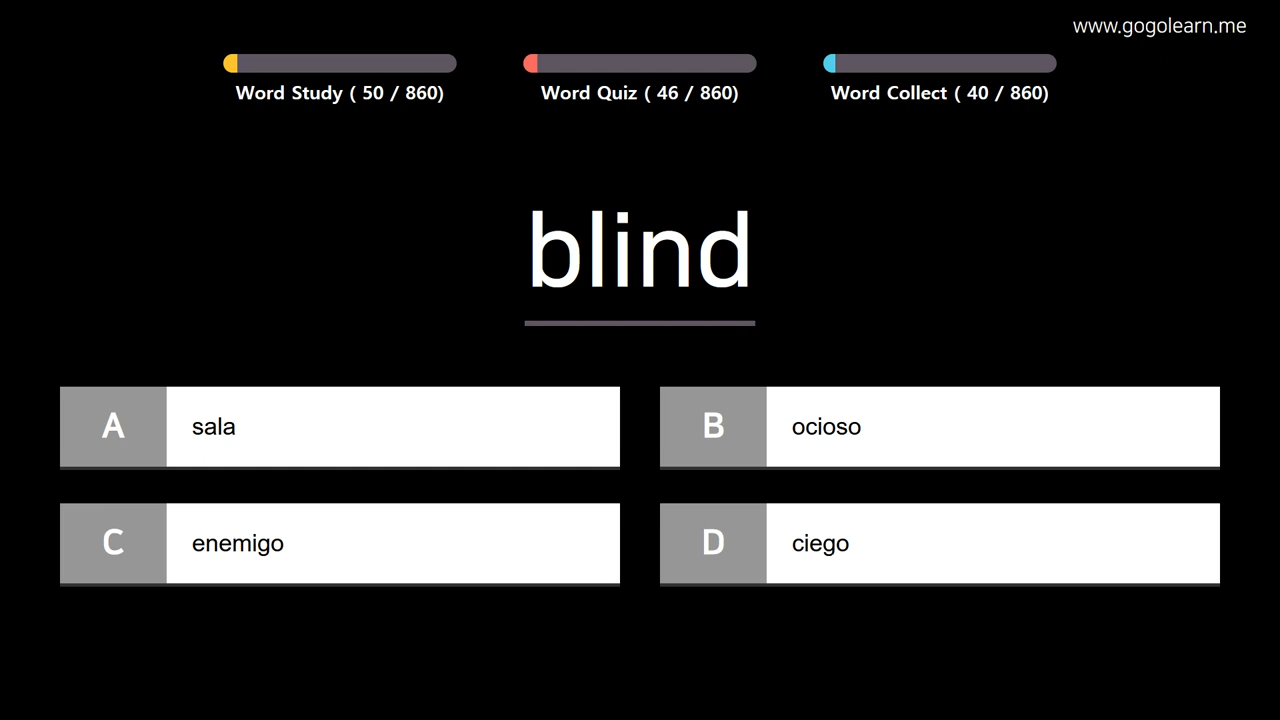 www.gogolearn.me
Word Study ( 50 / 860)
Word Quiz ( 46 / 860)
Word Collect ( 40 / 860)
blind
A sala
B ocioso
C enemigo
D ciego